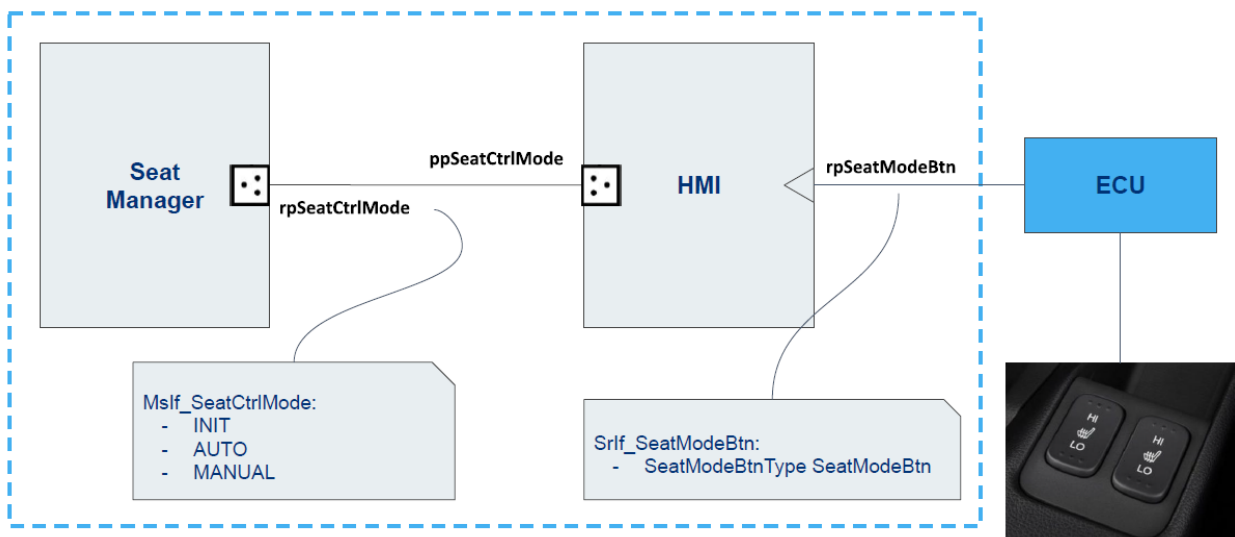 Seat
Manager
rpSeatCtrlMode
ppSeatCtrlMode
HMI
rpSeatModeBtn
ECU
MsIf_SeatCtrlMode:
- INIT
- AUTO
- MANUAL
SrIf_SeatModeBtn:
- SeatModeBtnType SeatModeBtn
HI
LO
HI
LO